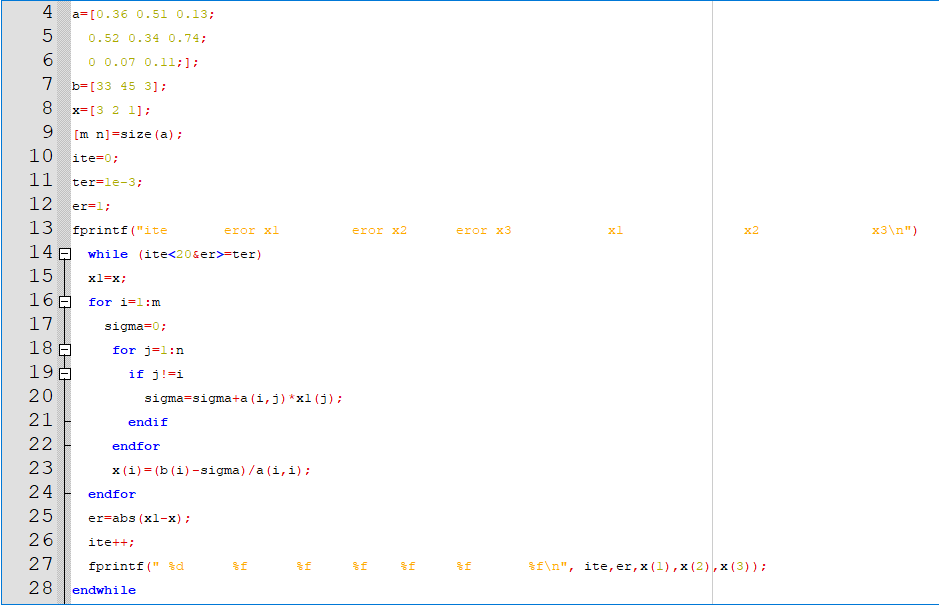 4 a=[0.36 0.51 0.13;
5 0.52 0.34 0.74;
6 0 0.07 0.11;];
7 b=[33 45 3];
8 x=[3 2 1];
9 [m n]=size(a);
10 ite=0;
11 ter=1e-3;
12 er=1;
13 fprintf("ite eror x1 eror x2 eror x3 x1 x2 x3\n")
14 while (ite<20&er>=ter)
15 x1=x;
16 for i=1:m
17 sigma=0;
18 for j=1:n
19 if j!=i
20 sigma=sigma+a(i,j)*x1(j);
21 endif
22 endfor
23 x(i)=(b(i)-sigma)/a(i,i);
24 endfor
25 er=abs(x1-x);
26 ite++;
27 fprintf(" %d %f %f %f %f %f %f\n", ite,er,x(1),x(2),x(3));
28 endwhile